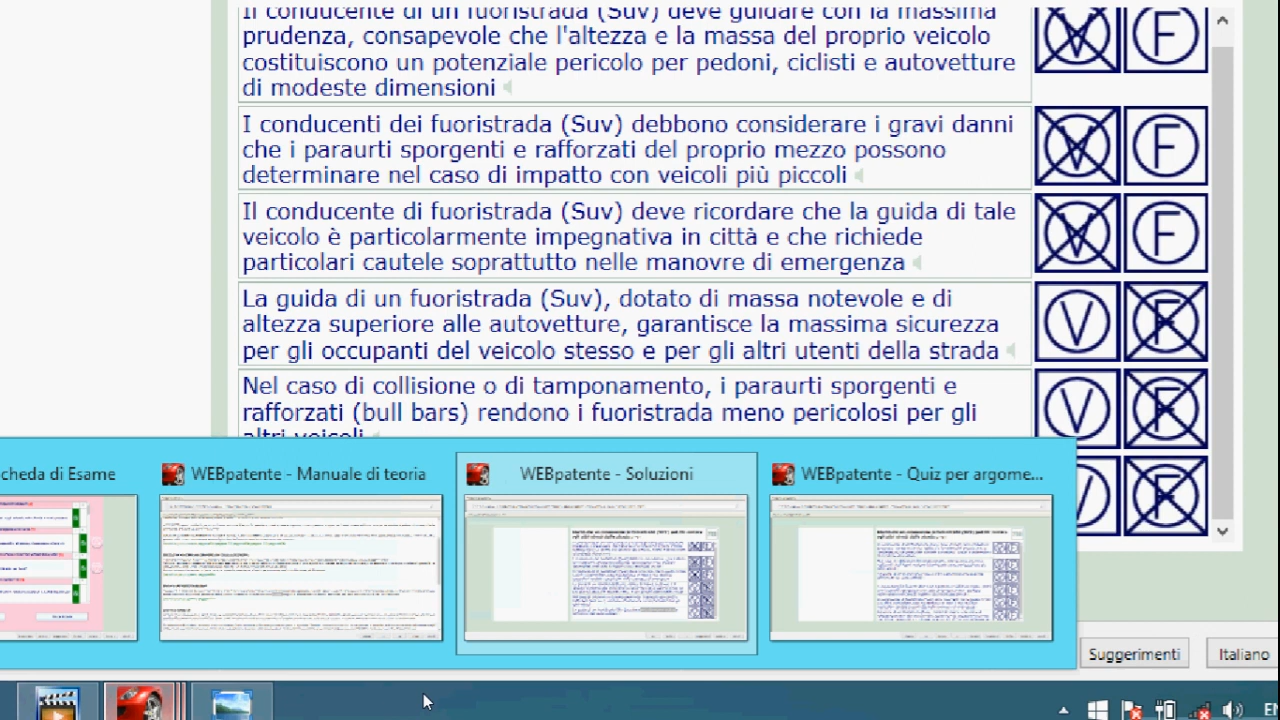 Il conducente di un fuoristrada (Suv) deve guidare con la massima
prudenza, consapevole che l'altezza e la massa del proprio veicolo
costituiscono un potenziale pericolo per pedoni, ciclisti e autovetture
di modeste dimensioni
V F
I conducenti dei fuoristrada (Suv) debbono considerare i gravi danni
che i paraurti sporgenti e rafforzati del proprio mezzo possono
determinare nel caso di impatto con veicoli più piccoli
V F
Il conducente di fuoristrada (Suv) deve ricordare che la guida di tale
veicolo è particolarmente impegnativa in città e che richiede
particolari cautele soprattutto nelle manovre di emergenza
V F
La guida di un fuoristrada (Suv), dotato di massa notevole e di
altezza superiore alle autovetture, garantisce la massima sicurezza
per gli occupanti del veicolo stesso e per gli altri utenti della strada
V F
Nel caso di collisione o di tamponamento, i paraurti sporgenti e
rafforzati (bull bars) rendono i fuoristrada meno pericolosi per gli
altri veicoli
V F
V F
cheda di Esame
WEBpatente - Manuale di teoria
WEBpatente - Soluzioni
WEBpatente - Quiz per argome...
Suggerimenti
Italiano
EN